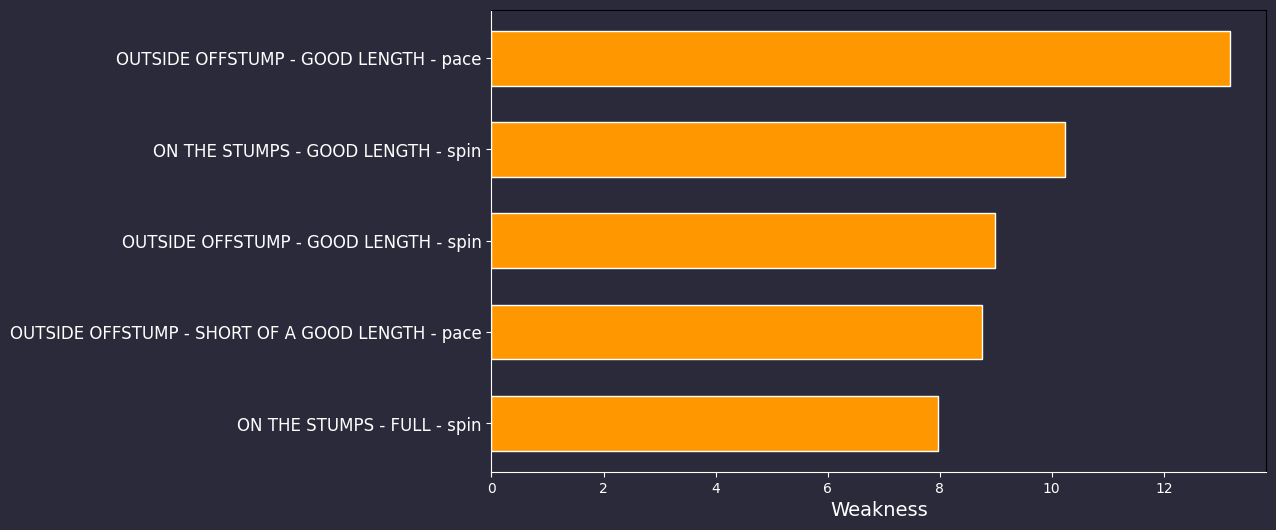 OUTSIDE OFFSTUMP - GOOD LENGTH - pace
ON THE STUMPS - GOOD LENGTH - spin
OUTSIDE OFFSTUMP - GOOD LENGTH - spin
OUTSIDE OFFSTUMP - SHORT OF A GOOD LENGTH - pace
ON THE STUMPS - FULL - spin
0 2 4 6 8 10 12
Weakness